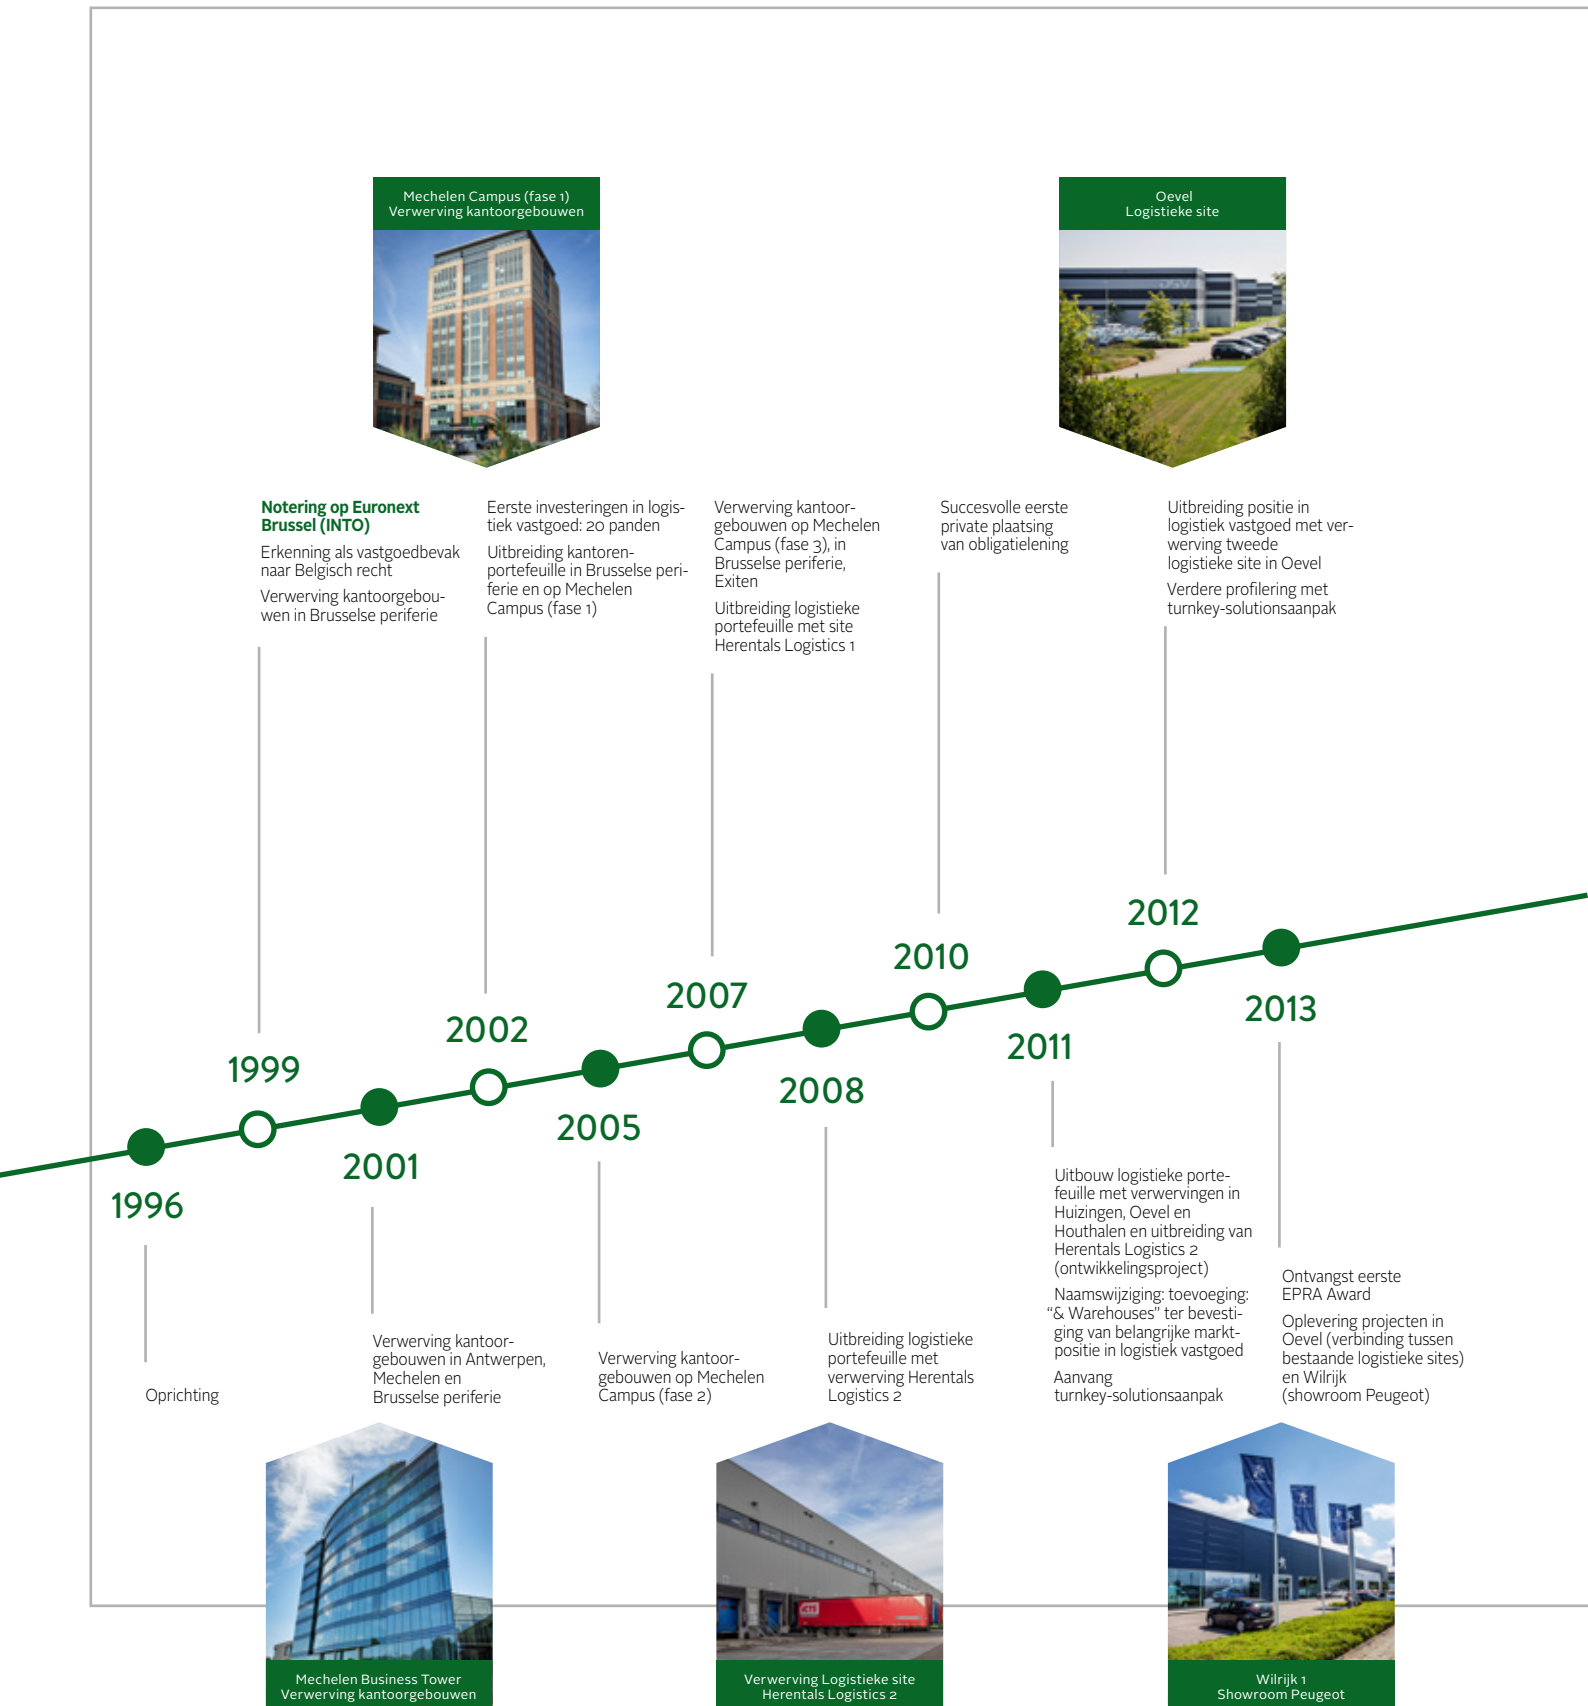 Mechelen Campus (fase 1)
Verwerving kantoorgebouwen
Oevel
Logistieke site
Notering op Euronext
Brussel (INTO)
Erkenning als vastgoedbevak
naar Belgisch recht
Verwerving kantoorgebou-
wen in Brusselse periferie
Eerste investeringen in logis-
tiek vastgoed: 20 panden
Uitbreiding kantoren-
portefeuille in Brusselse peri-
ferie en op Mechelen
Campus (fase 1)
Verwerving kantoor-
gebouwen op Mechelen
Campus (fase 3), in
Brusselse periferie,
Exiten
Uitbreiding logistieke
portefeuille met site
Herentals Logistics 1
Succesvolle eerste
private plaatsing
van obligatielening
Uitbreiding positie in
logistiek vastgoed met ver-
werving tweede
logistieke site in Oevel
Verdere profilering met
turnkey-solutionsaanpak
1999
2002
2007
2010
2012
1996
2001
2005
2008
2011
2013
Oprichting
Verwerving kantoor-
gebouwen in Antwerpen,
Mechelen en
Brusselse periferie
Verwerving kantoor-
gebouwen op Mechelen
Campus (fase 2)
Uitbreiding logistieke
portefeuille met
verwerving Herentals
Logistics 2
Uitbouw logistieke porte-
feuille met verwervingen in
Huizingen, Oevel en
Houthalen en uitbreiding van
Herentals Logistics 2
(ontwikkelingsproject)
Naamswijziging: toevoeging:
“& Warehouses” ter bevesti-
ging van belangrijke markt-
positie in logistiek vastgoed
Aanvang
turnkey-solutionsaanpak
Ontvangst eerste
EPRA Award
Oplevering projecten in
Oevel (verbinding tussen
bestaande logistieke sites)
en Wilrijk
(showroom Peugeot)
Mechelen Business Tower
Verwerving kantoorgebouwen
Verwerving Logistieke site
Herentals Logistics 2
Wilrijk 1
Showroom Peugeot